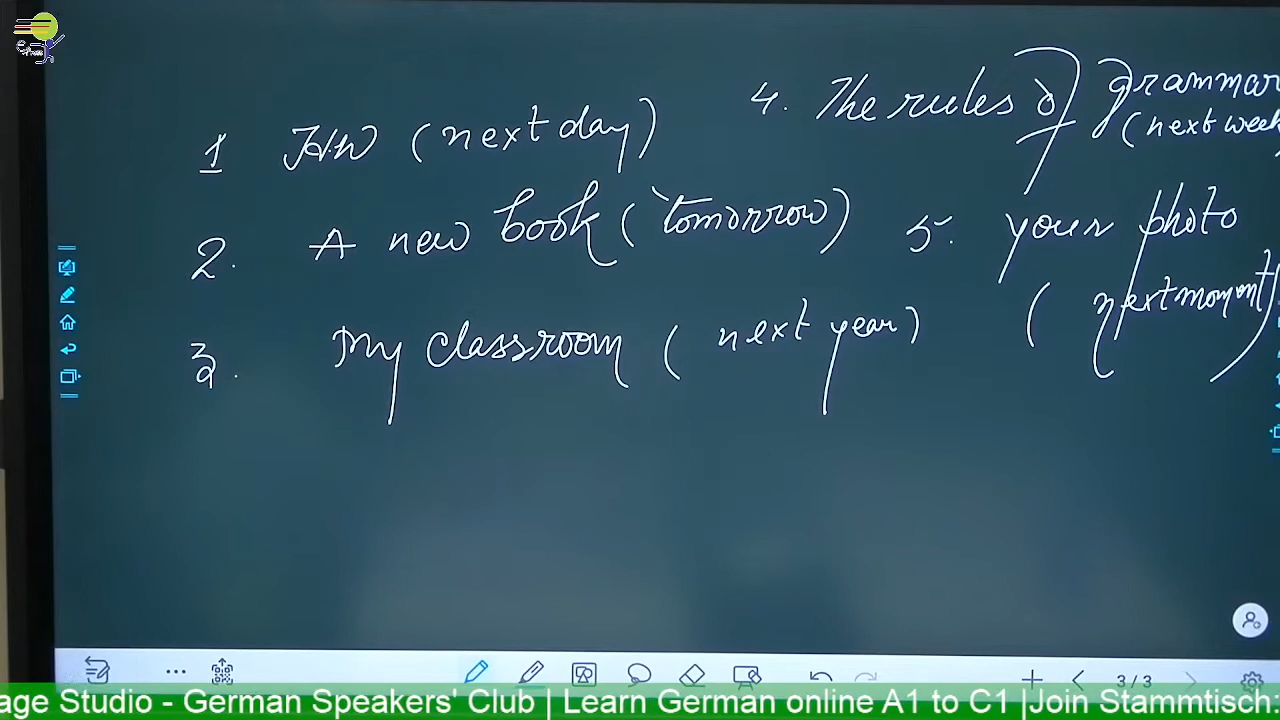 1 H.W (next day)
2. A new book (tomorrow)
3. My classroom (next year)
4. The rules of grammar
(next week
5. your photo
(next moment)
3/3
age Studio - German Speakers' Club | Learn German online A1 to C1 |Join Stammtisch: